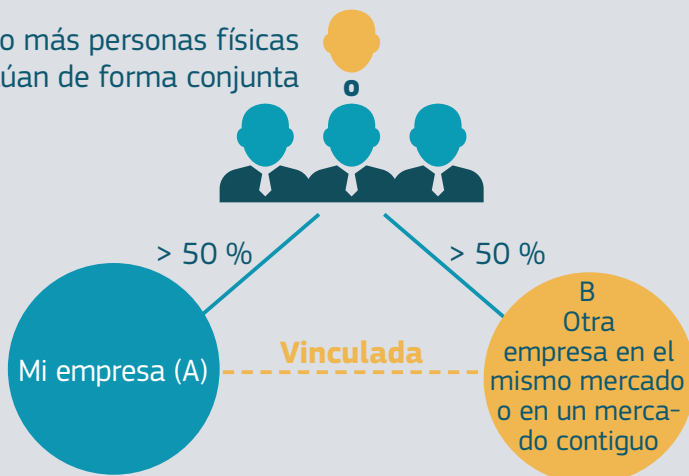 o más personas físicas
úan de forma conjunta
o
> 50 %
> 50 %
Mi empresa (A)
Vinculada
B
Otra
empresa en el
mismo mercado
o en un merca-
do contiguo